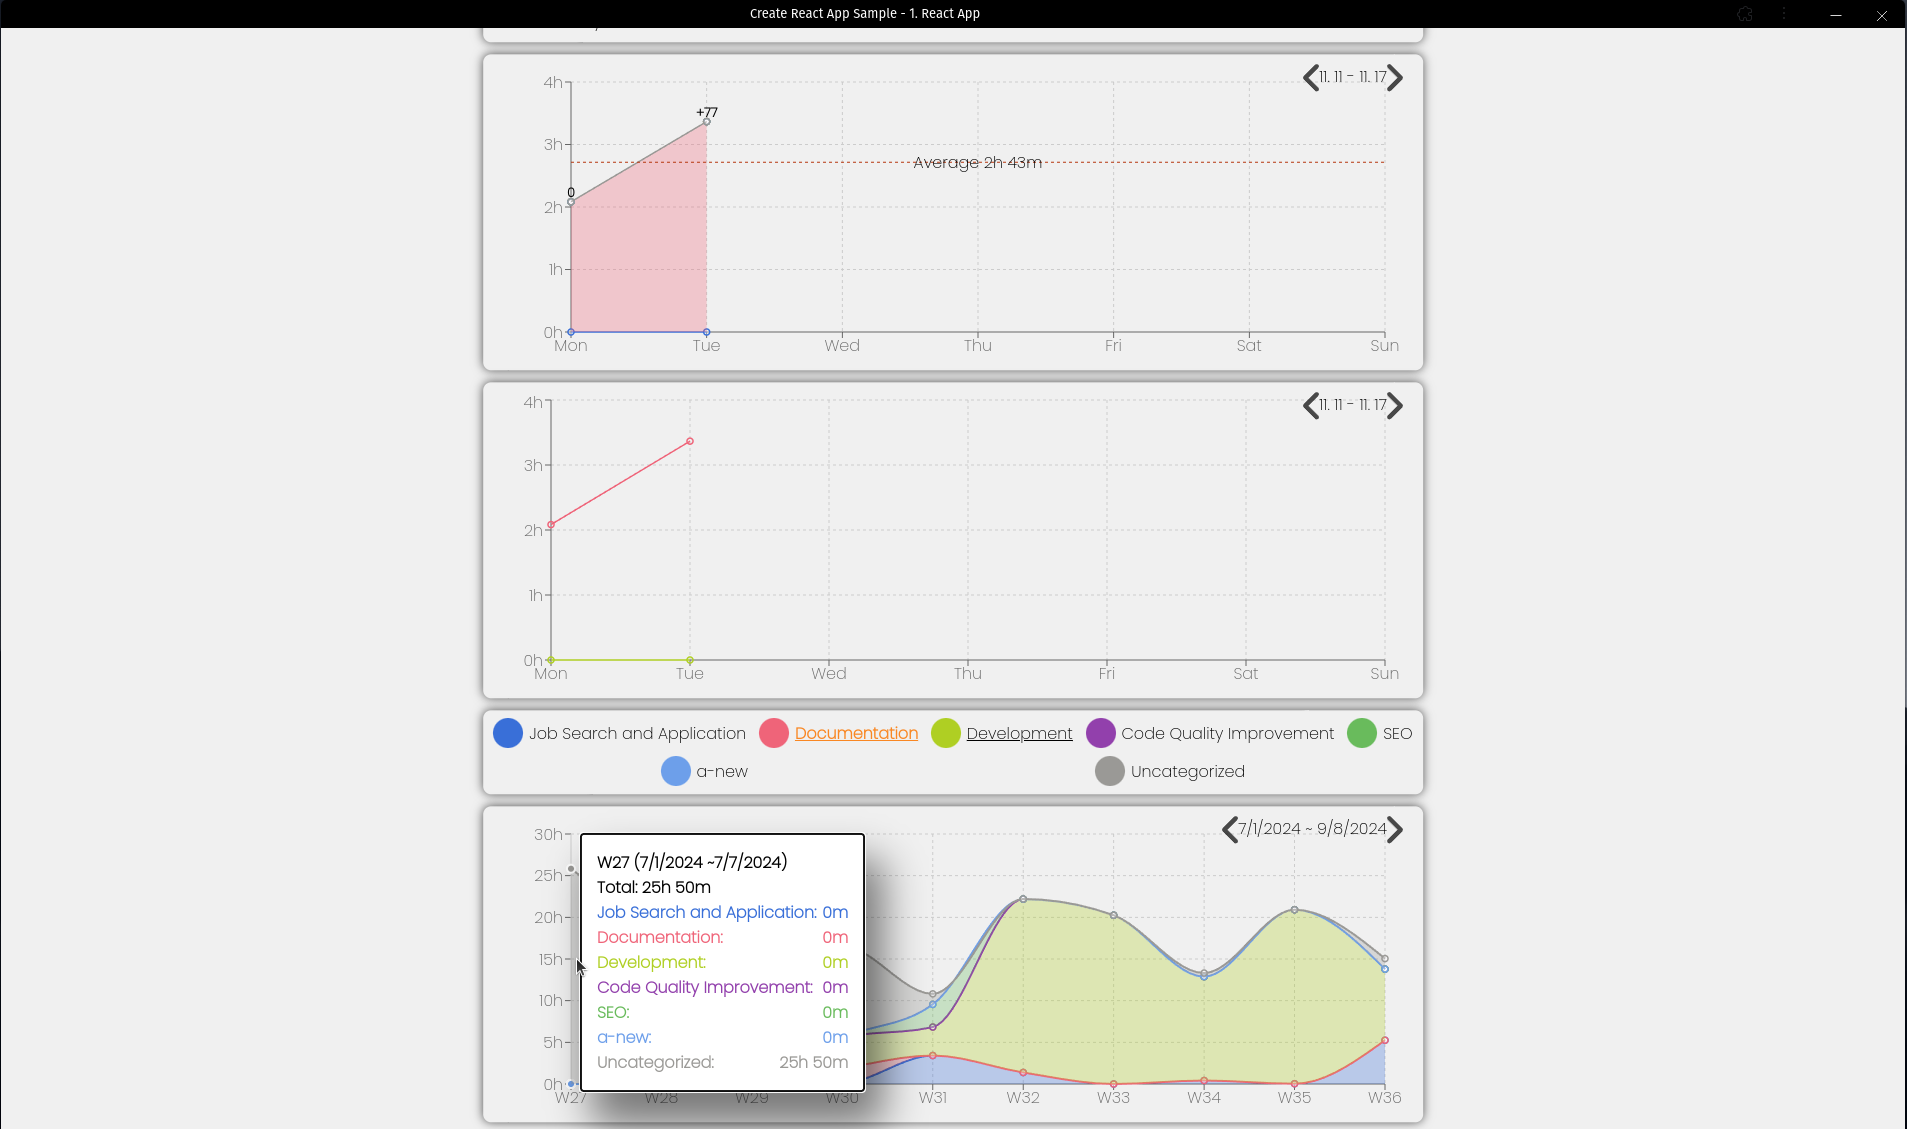 Create React App Sample - 1. React App
4h
11. 11 - 11. 17
+77
3h
Average 2h 43m
0
2h
1h
0h
Mon Tue Wed Thu Fri Sat Sun
4h
11. 11 - 11. 17
3h
2h
1h
0h
Mon Tue Wed Thu Fri Sat Sun
Job Search and Application Documentation Development Code Quality Improvement SEO
a-new Uncategorized
30h
7/1/2024 ~ 9/8/2024
25h
20h
15h
10h
5h
0h
W27 (7/1/2024 ~7/7/2024)
Total: 25h 50m
Job Search and Application: 0m
Documentation: 0m
Development: 0m
Code Quality Improvement: 0m
SEO: 0m
a-new: 0m
Uncategorized: 25h 50m
W27 W28 W29 W30 W31 W32 W33 W34 W35 W36